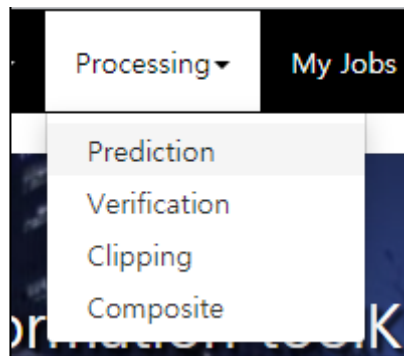 Processing My Jobs
Prediction
Verification
Clipping
Composite